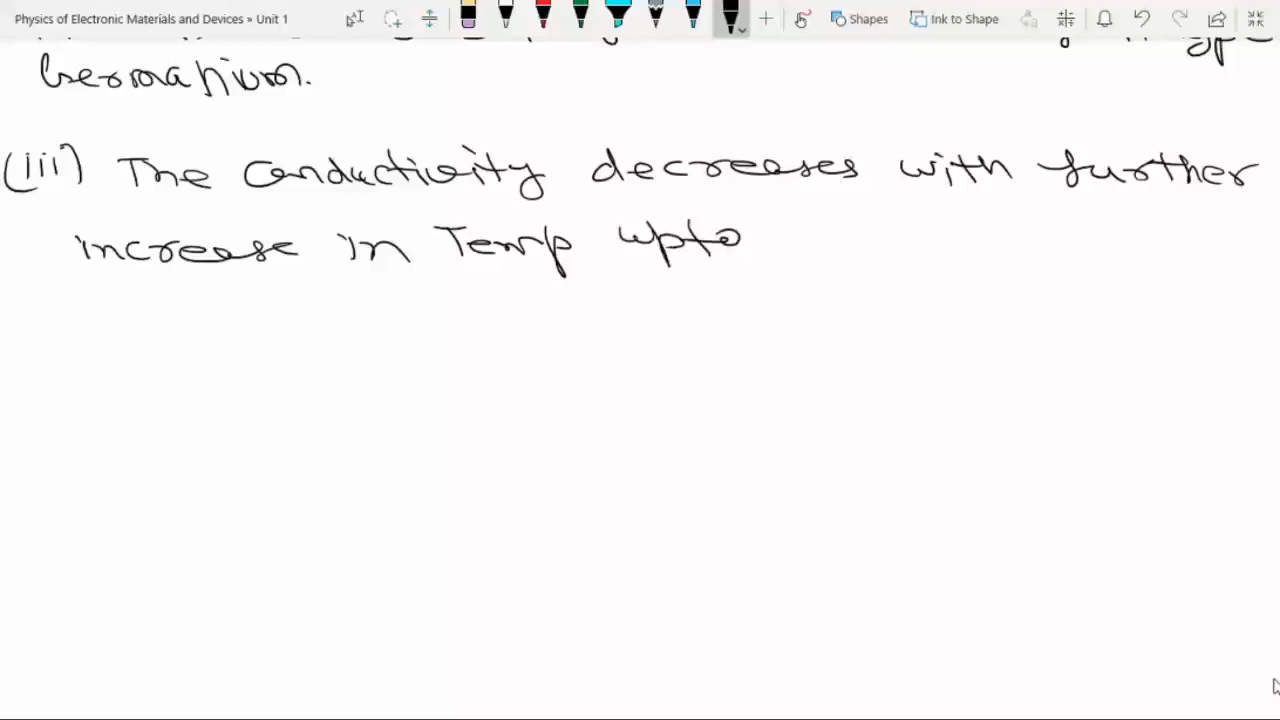 Physics of Electronic Materials and Devices » Unit 1
Shapes
Ink to Shape
Germanium.
(iii) The conductivity decreases with further
increase in Temp upto